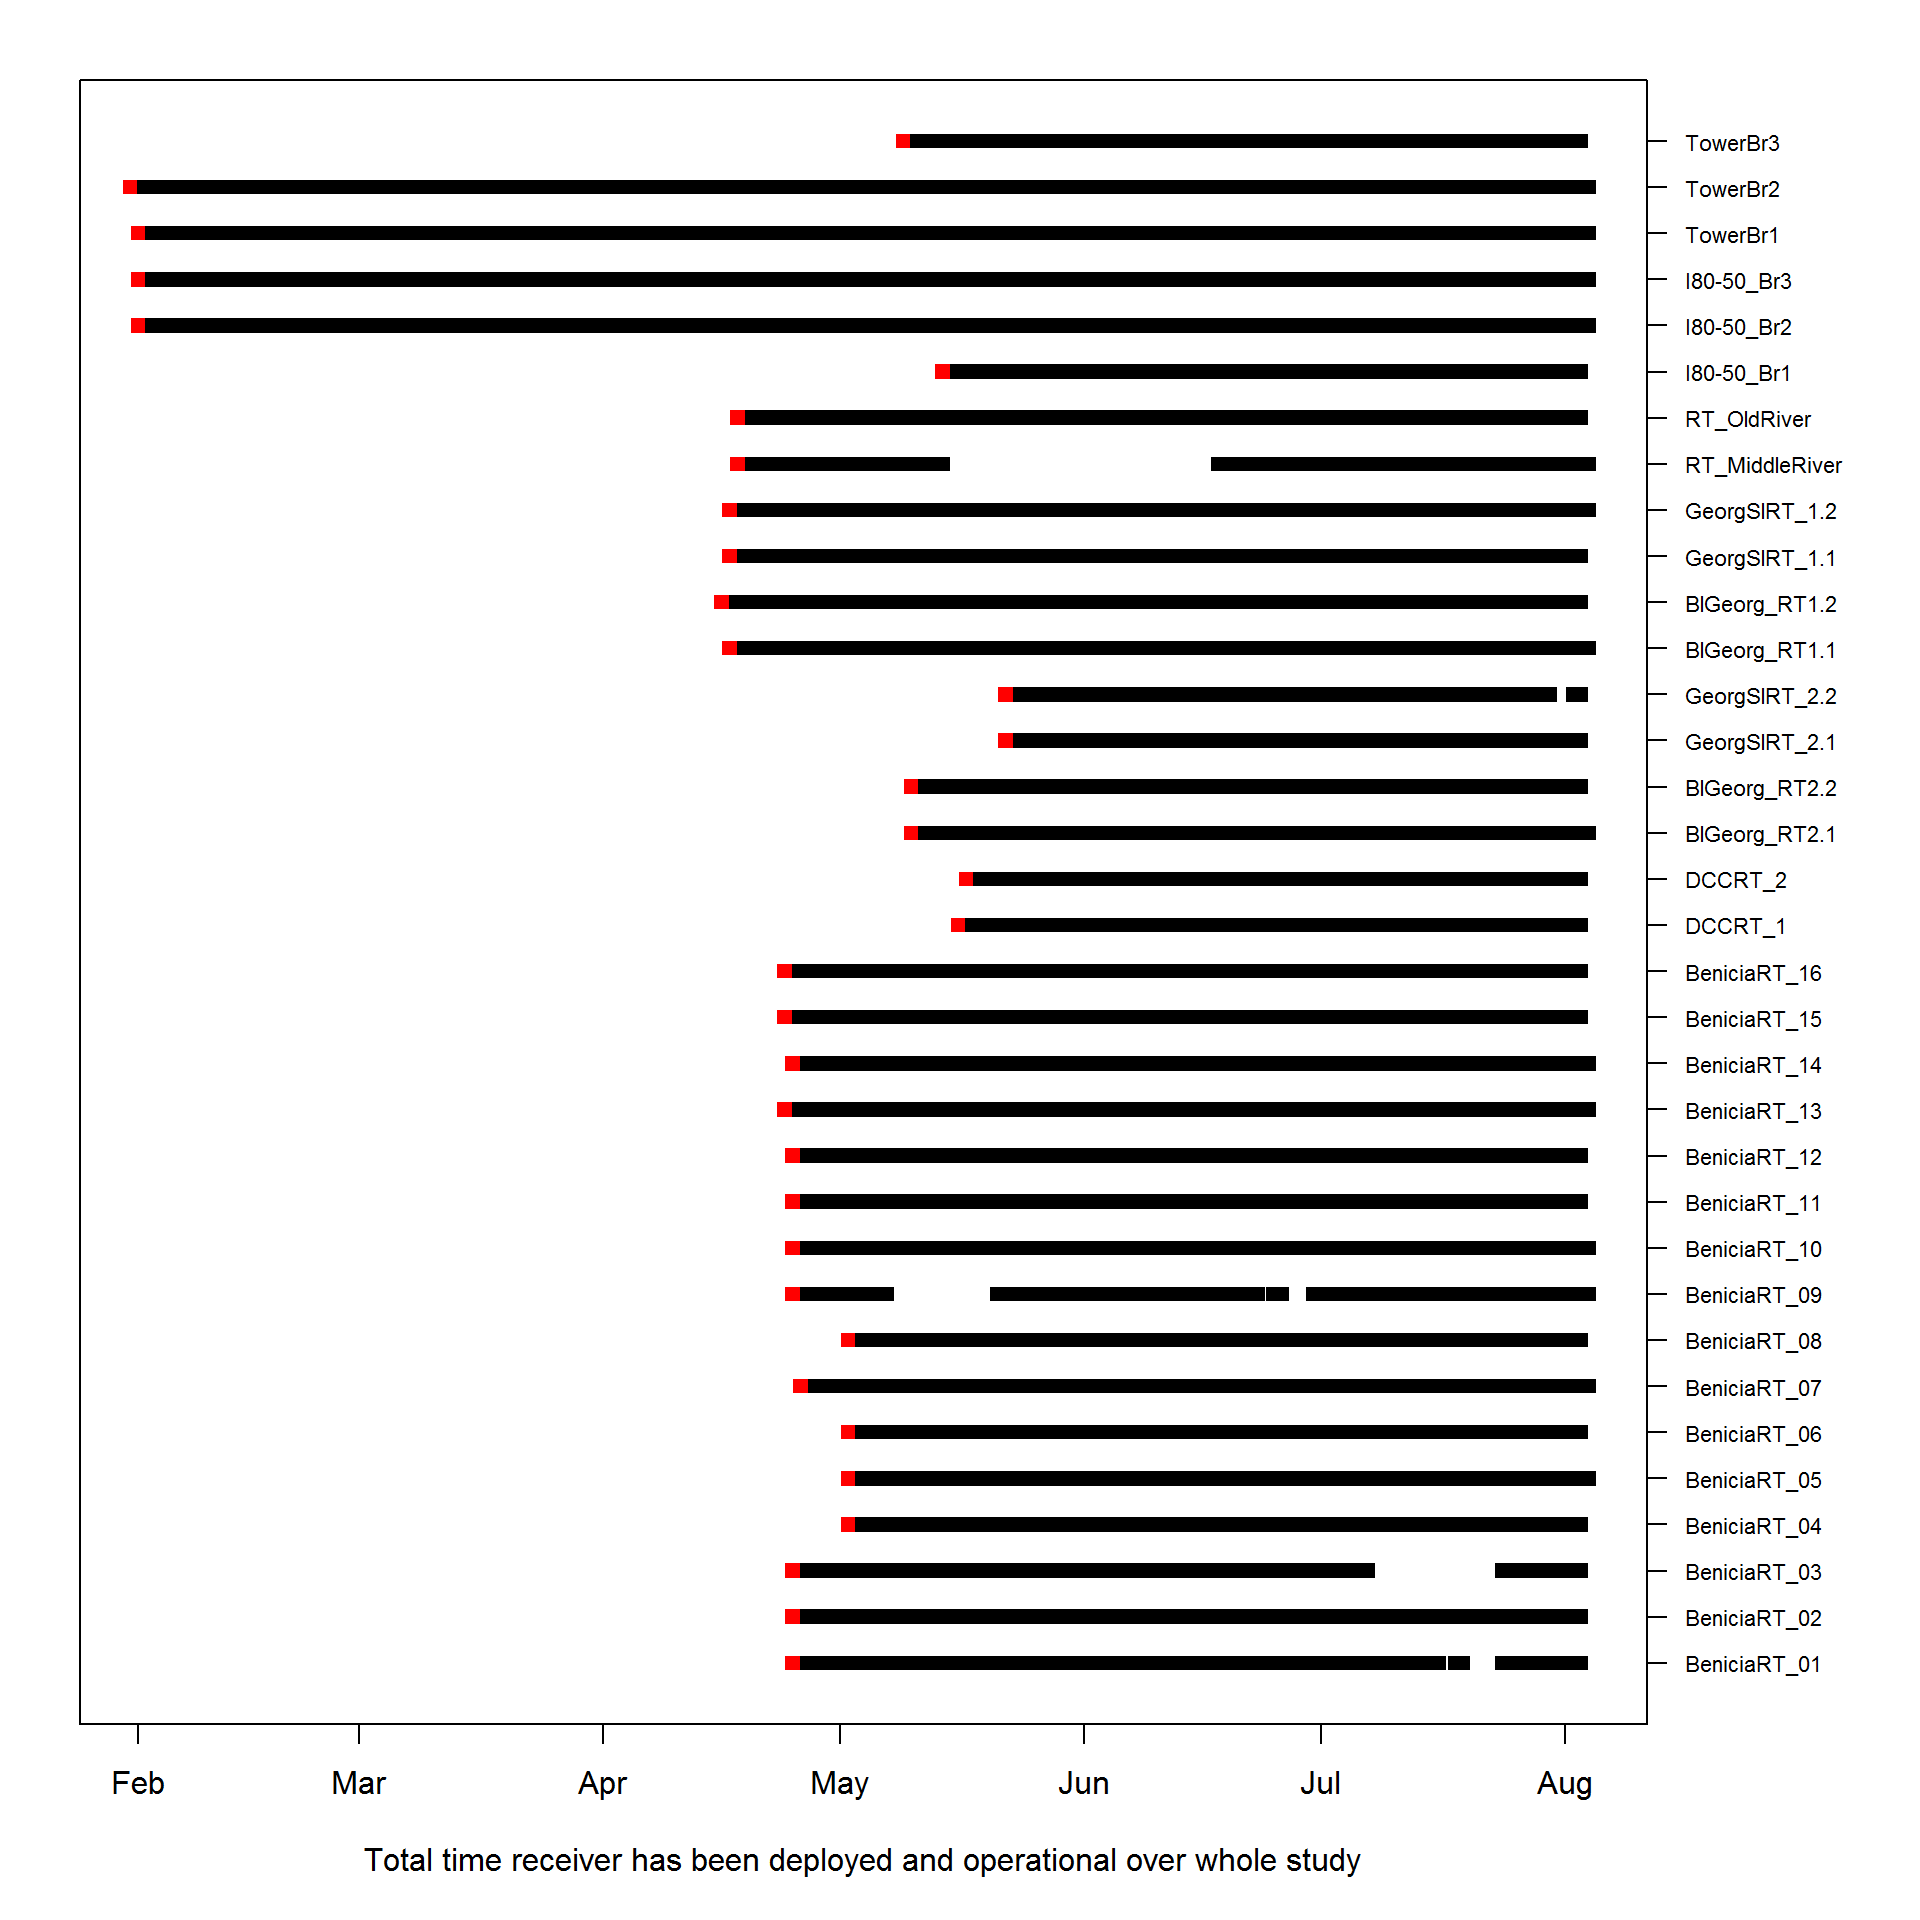 TowerBr3
TowerBr2
TowerBr1
I80-50_Br3
I80-50_Br2
I80-50_Br1
RT_OldRiver
RT_MiddleRiver
GeorgSlRT_1.2
GeorgSlRT_1.1
BlGeorg_RT1.2
BlGeorg_RT1.1
GeorgSlRT_2.2
GeorgSlRT_2.1
BlGeorg_RT2.2
BlGeorg_RT2.1
DCCRT_2
DCCRT_1
BeniciaRT_16
BeniciaRT_15
BeniciaRT_14
BeniciaRT_13
BeniciaRT_12
BeniciaRT_11
BeniciaRT_10
BeniciaRT_09
BeniciaRT_08
BeniciaRT_07
BeniciaRT_06
BeniciaRT_05
BeniciaRT_04
BeniciaRT_03
BeniciaRT_02
BeniciaRT_01
Feb Mar Apr May Jun Jul Aug
Total time receiver has been deployed and operational over whole study